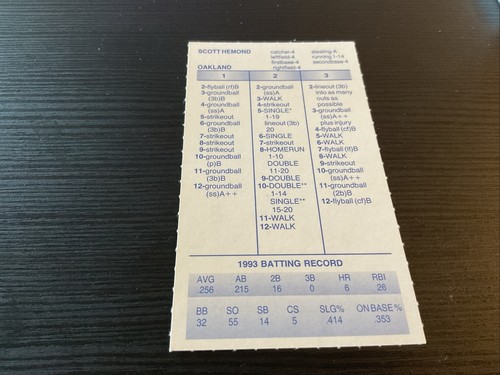 SCOTT HEMOND
OAKLAND
catcher-4 stealing-A
leftfield-4 running 1-14
firstbase-4 secondbase-4
rightfield-4
1
2-flyball (rf)B
3-groundball
(3b)B
4-groundball
(ss)A
5-strikeout
6-groundball
(3b)B
7-strikeout
8-strikeout
9-strikeout
10-groundball
(p)B
11-groundball
(3b)B
12-groundball
(ss)A++
2
2-groundball
(ss)A
3-WALK
4-strikeout
5-SINGLE*
1-19
lineout (3b)
20
6-SINGLE
7-strikeout
8-HOMERUN
1-10
DOUBLE
11-20
9-DOUBLE
10-DOUBLE**
1-14
SINGLE**
15-20
11-WALK
12-WALK
3
2-lineout (3b)
into as many
outs as
possible
3-groundball
(ss)A++
plus injury
4-flyball (cf)B
5-WALK
6-WALK
7-flyball (lf)B
8-WALK
9-strikeout
10-groundball
(ss)A++
11-groundball
(2b)B
12-flyball (cf)B
1993 BATTING RECORD
AVG AB 2B 3B HR RBI
.256 215 16 0 6 26
BB SO SB CS SLG% ON BASE %
32 55 14 5 .414 .353